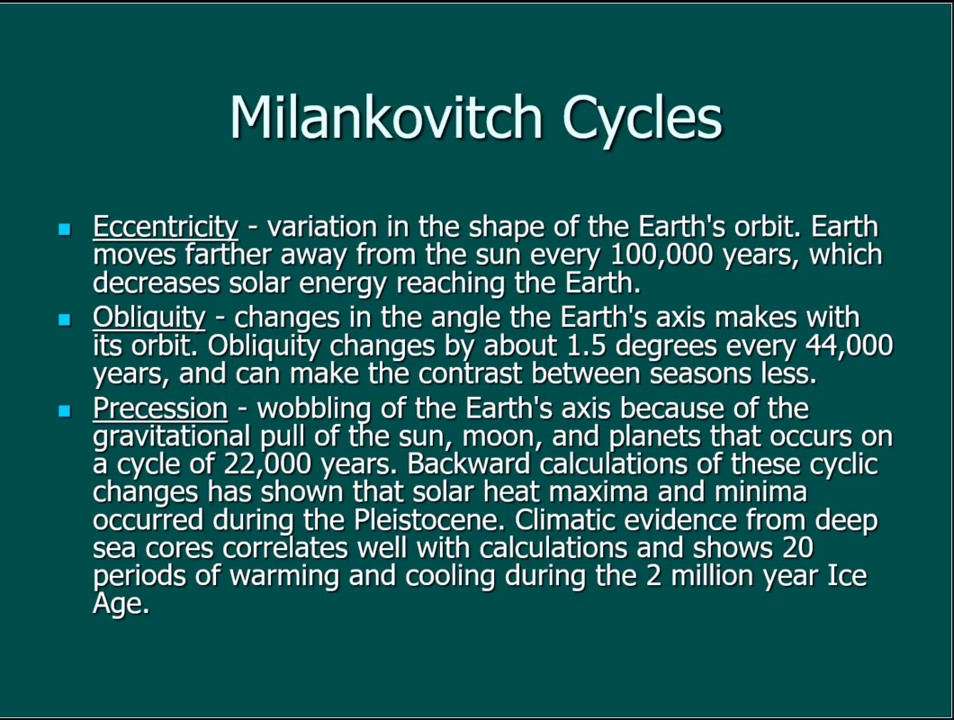 Milankovitch Cycles
Eccentricity - variation in the shape of the Earth's orbit. Earth
moves farther away from the sun every 100,000 years, which
decreases solar energy reaching the Earth.
Obliquity - changes in the angle the Earth's axis makes with
its orbit. Obliquity changes by about 1.5 degrees every 44,000
years, and can make the contrast between seasons less.
Precession - wobbling of the Earth's axis because of the
gravitational pull of the sun, moon, and planets that occurs on
a cycle of 22,000 years. Backward calculations of these cyclic
changes has shown that solar heat maxima and minima
occurred during the Pleistocene. Climatic evidence from deep
sea cores correlates well with calculations and shows 20
periods of warming and cooling during the 2 million year Ice
Age.